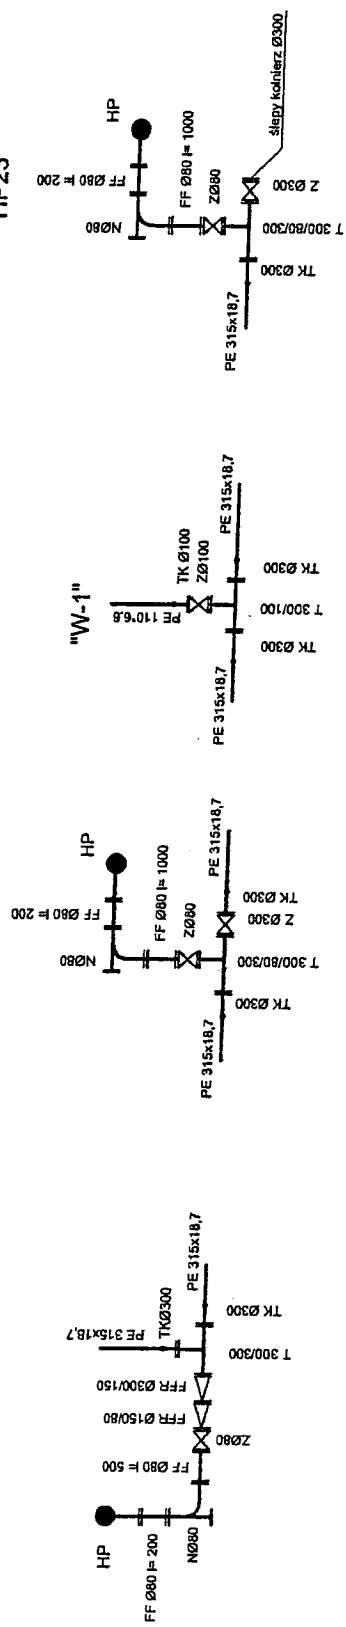 HP
FF Ø80 l= 200
NØ80
FF Ø80 l= 1000
ZØ80
ślepy kołnierz Ø300
Z Ø300
T 300/80/300
TK Ø300
PE 315x18,7
"W-1"
PE 110*6.6
TK Ø100
ZØ100
PE 315x18,7
TK Ø300
T 300/100
TK Ø300
PE 315x18,7
HP
FF Ø80 l= 200
NØ80
FF Ø80 l= 1000
ZØ80
PE 315x18,7
TK Ø300
Z Ø300
T 300/80/300
TK Ø300
PE 315x18,7
PE 315x18,7
TKØ300
PE 315x18,7
TK Ø300
T 300/300
FFR Ø300/150
FFR Ø150/80
ZØ80
FF Ø80 l= 500
HP
FF Ø80 l= 200
NØ80